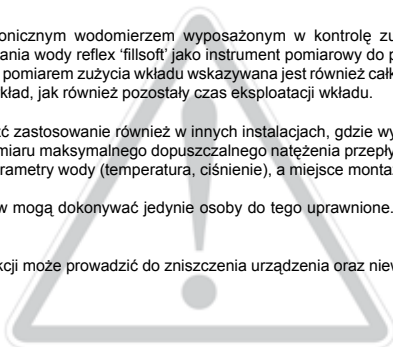 onicznym wodomierzem wyposażonym w kontrolę zu
ania wody reflex ‘fillsoft’ jako instrument pomiarowy do p
pomiarem zużycia wkładu wskazywana jest również całk
kład, jak również pozostały czas eksploatacji wkładu.
źć zastosowanie również w innych instalacjach, gdzie wy
miaru maksymalnego dopuszczalnego natężenia przepły
rametry wody (temperatura, ciśnienie), a miejsce monta
w mogą dokonywać jedynie osoby do tego uprawnione.
kcji może prowadzić do zniszczenia urządzenia oraz niew